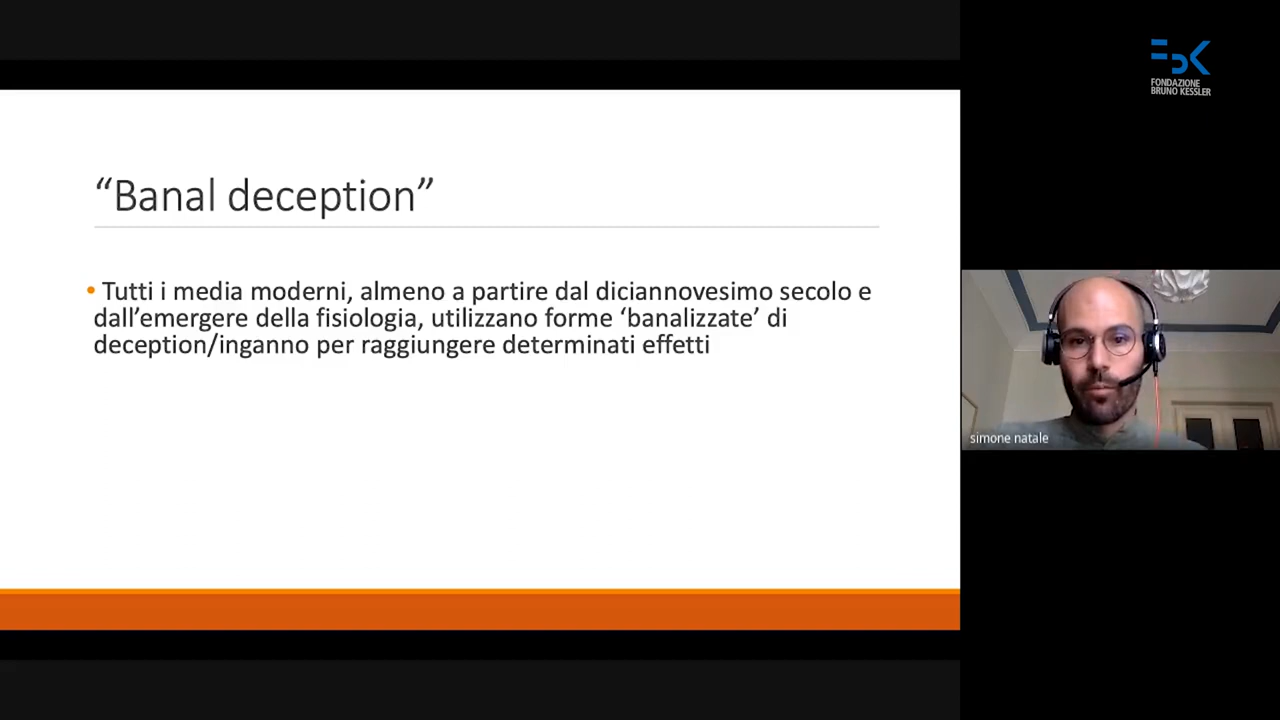 “Banal deception”
• Tutti i media moderni, almeno a partire dal diciannovesimo secolo e
dall’emergere della fisiologia, utilizzano forme ‘banalizzate’ di
deception/inganno per raggiungere determinati effetti
FBK
FONDAZIONE
BRUNO KESSLER
simone natale